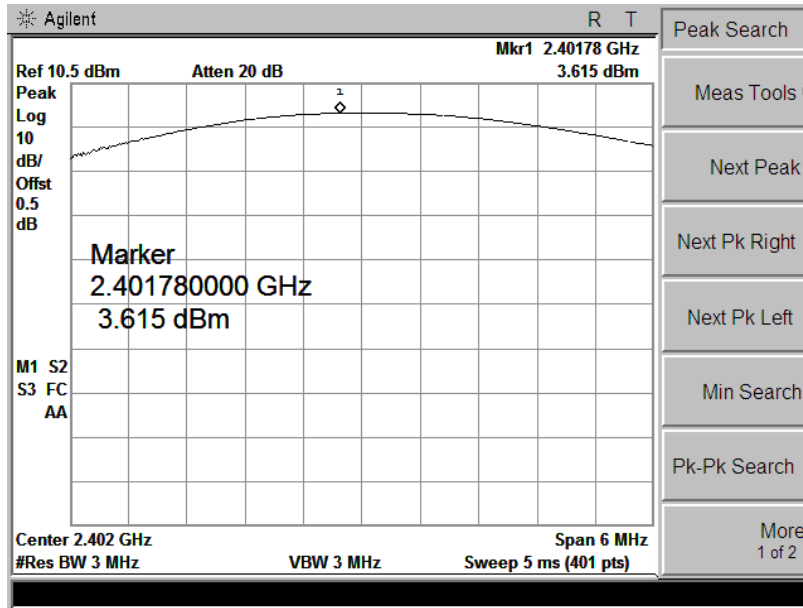 Agilent R T
Mkr1 2.40178 GHz
Ref 10.5 dBm Atten 20 dB 3.615 dBm
Peak
Log
10
dB/
Offst
0.5
dB
1
Marker
2.401780000 GHz
3.615 dBm
M1 S2
S3 FC
AA
Center 2.402 GHz Span 6 MHz
#Res BW 3 MHz VBW 3 MHz Sweep 5 ms (401 pts)
Peak Search
Meas Tools
Next Peak
Next Pk Right
Next Pk Left
Min Search
Pk-Pk Search
More
1 of 2